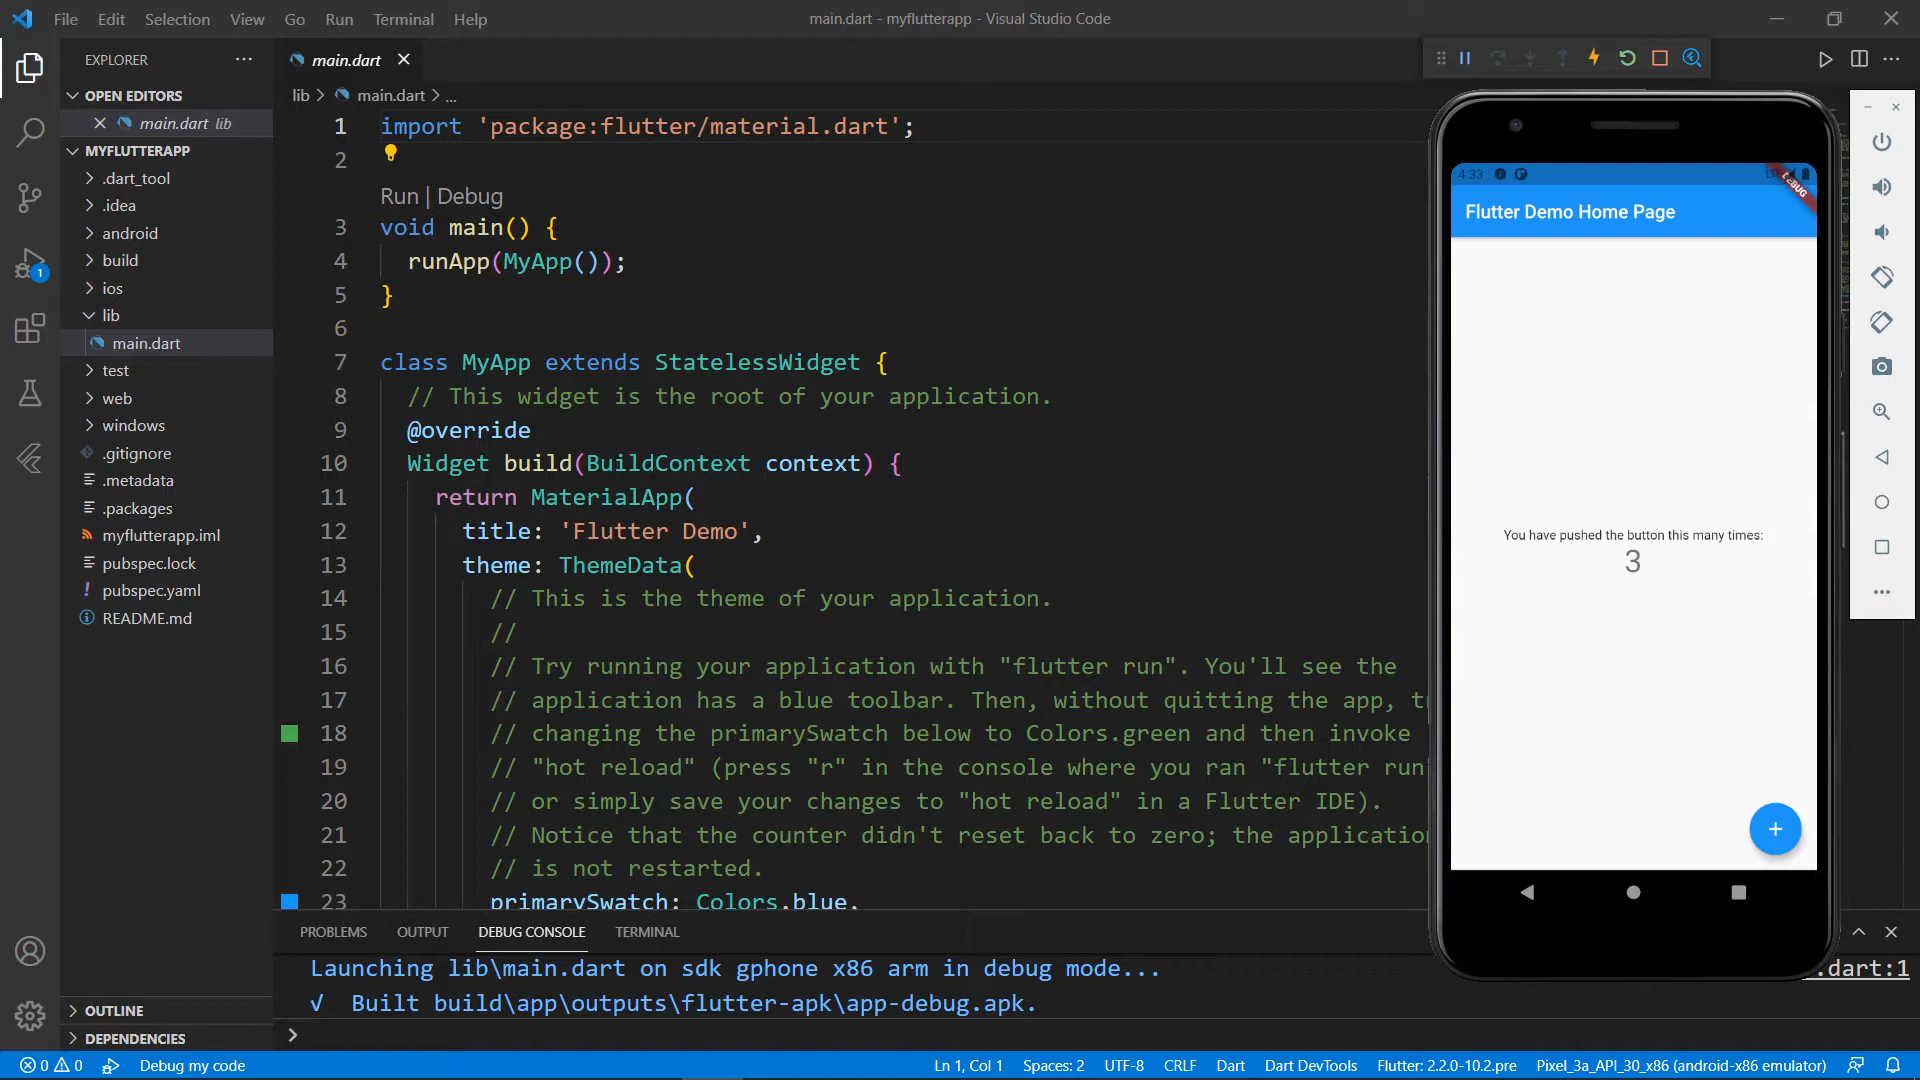 File Edit Selection View Go Run Terminal Help
main.dart - myflutterapp - Visual Studio Code
EXPLORER
OPEN EDITORS
main.dart lib
MYFLUTTERAPP
.dart_tool
.idea
android
build
1
ios
lib
main.dart
test
web
windows
.gitignore
.metadata
.packages
myflutterapp.iml
pubspec.lock
pubspec.yaml
README.md
OUTLINE
DEPENDENCIES
main.dart
lib > main.dart > ...
1 import 'package:flutter/material.dart';
2
Run | Debug
3 void main() {
4 runApp(MyApp());
5 }
6
7 class MyApp extends StatelessWidget {
8 // This widget is the root of your application.
9 @override
10 Widget build(BuildContext context) {
11 return MaterialApp(
12 title: 'Flutter Demo',
13 theme: ThemeData(
14 // This is the theme of your application.
15 //
16 // Try running your application with "flutter run". You'll see the
17 // application has a blue toolbar. Then, without quitting the app, t
18 // changing the primarySwatch below to Colors.green and then invoke
19 // "hot reload" (press "r" in the console where you ran "flutter run
20 // or simply save your changes to "hot reload" in a Flutter IDE).
21 // Notice that the counter didn't reset back to zero; the application
22 // is not restarted.
23 primarySwatch: Colors.blue,
4:33
DEBUG
Flutter Demo Home Page
You have pushed the button this many times:
3
+
PROBLEMS OUTPUT DEBUG CONSOLE TERMINAL
Launching lib\main.dart on sdk gphone x86 arm in debug mode...
.dart:1
√ Built build\app\outputs\flutter-apk\app-debug.apk.
>
0 0 Debug my code
Ln 1, Col 1 Spaces: 2 UTF-8 CRLF Dart Dart DevTools Flutter: 2.2.0-10.2.pre Pixel_3a_API_30_x86 (android-x86 emulator)